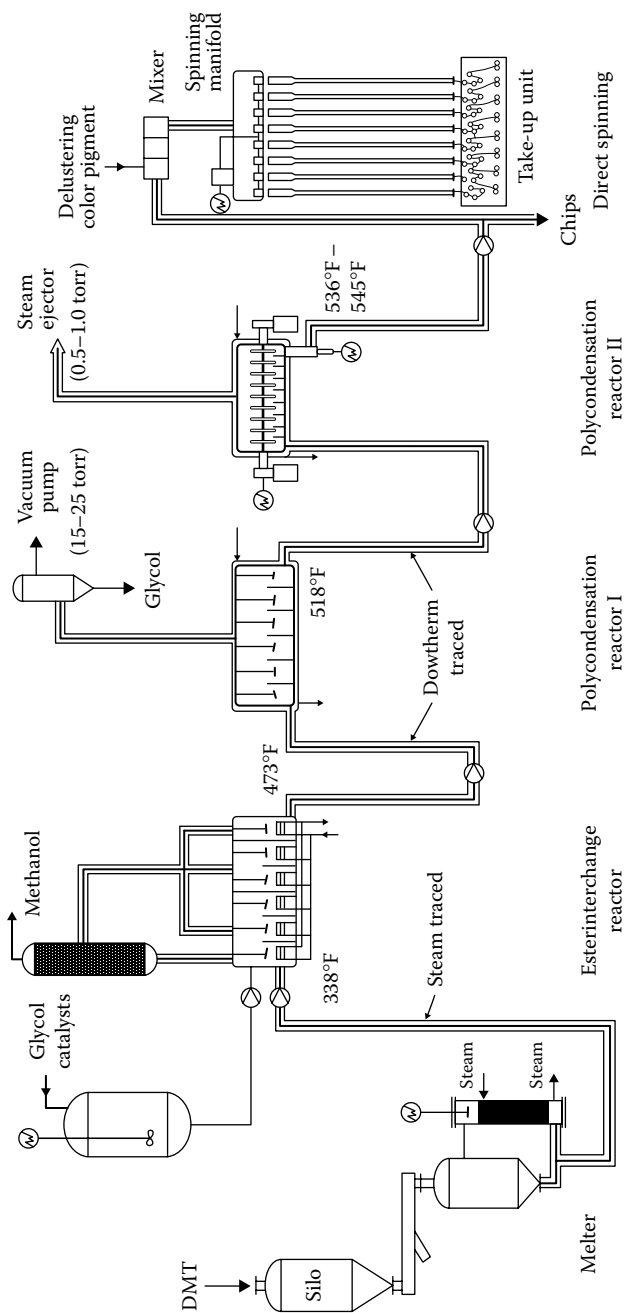 DMT
Silo
Melter
Glycol
catalysts
Steam
Steam
Steam traced
Methanol
338°F
473°F
Esterinterchange
reactor
Vacuum
pump
(15–25 torr)
Glycol
518°F
Dowtherm
traced
Polycondensation
reactor I
Steam
ejector
(0.5–1.0 torr)
536°F –
545°F
Polycondensation
reactor II
Delustering
color pigment
Mixer
Spinning
manifold
Take-up unit
Chips
Direct spinning